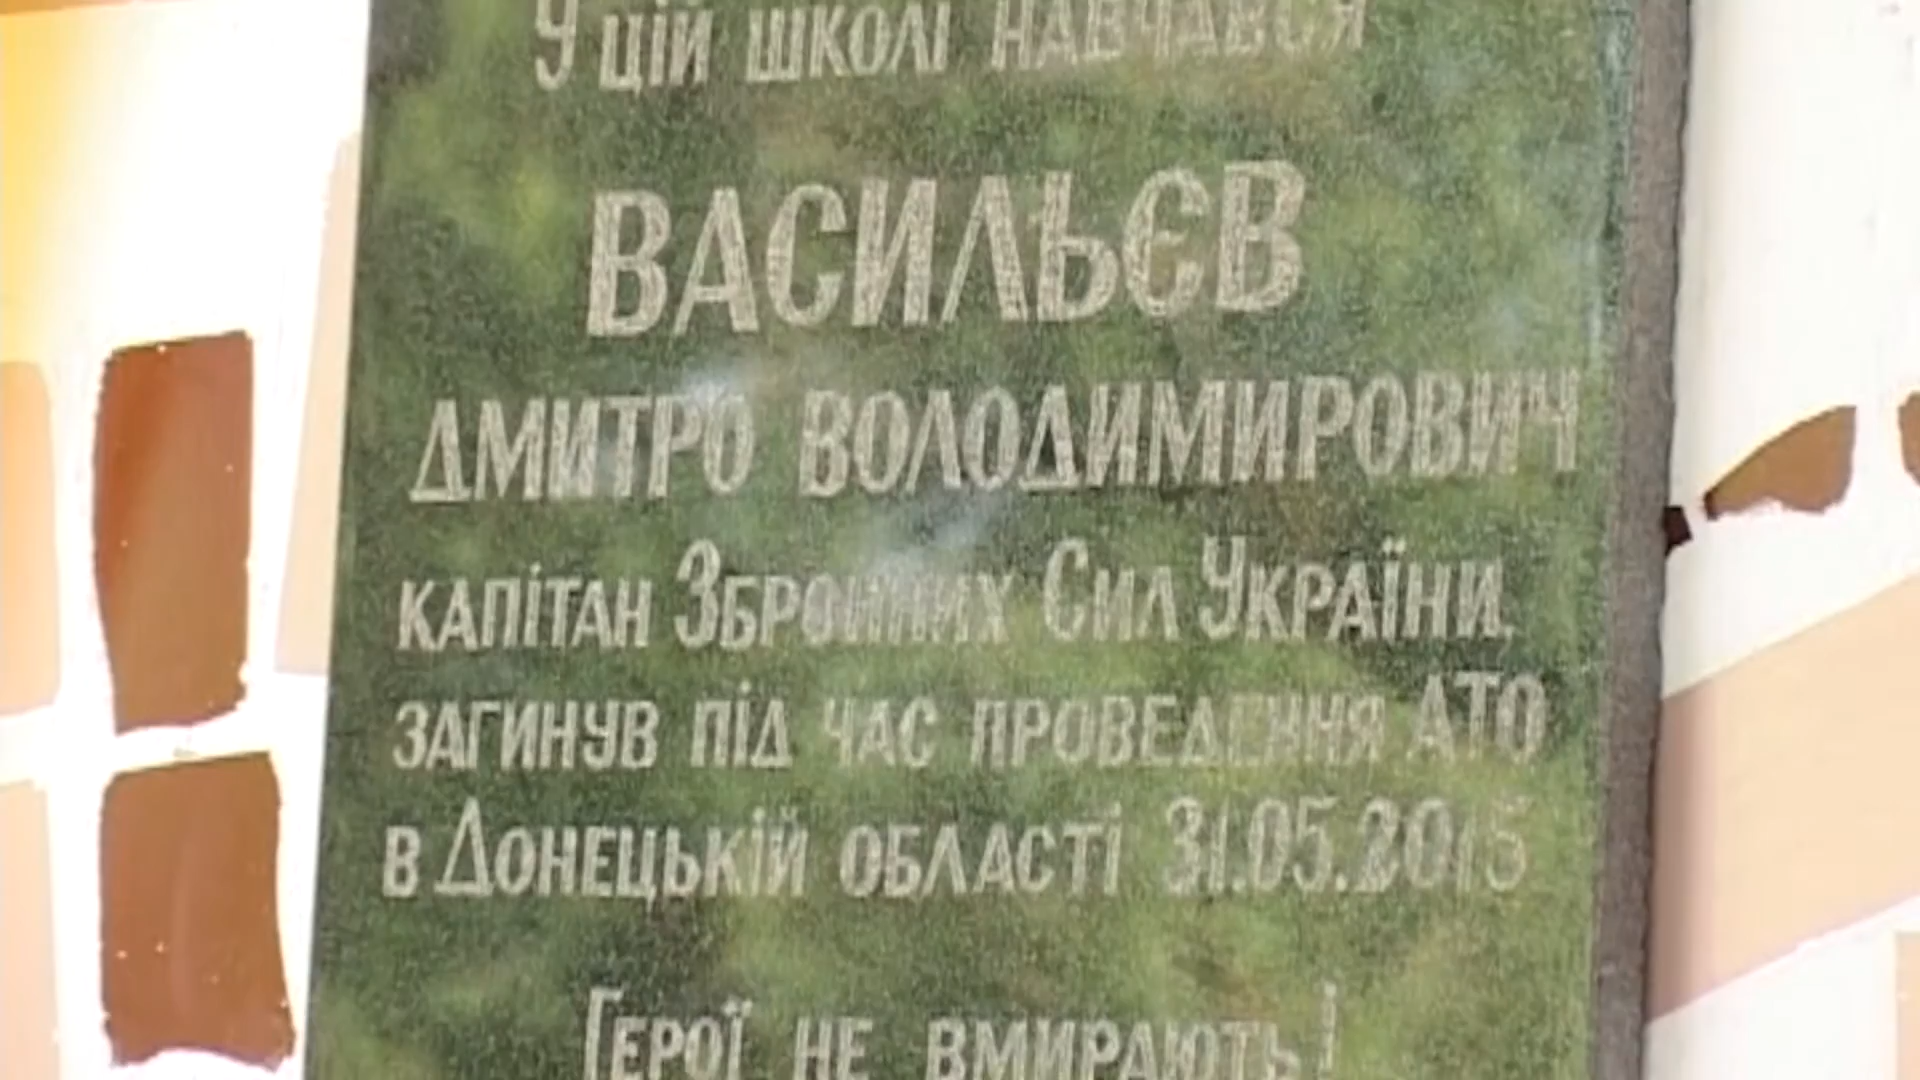 У цій школі навчався
ВАСИЛЬЄВ
ДМИТРО ВОЛОДИМИРОВИЧ
капітан Збройних Сил України,
загинув під час проведення АТО
в Донецькій області 31.05.2015
Герої не вмирають!